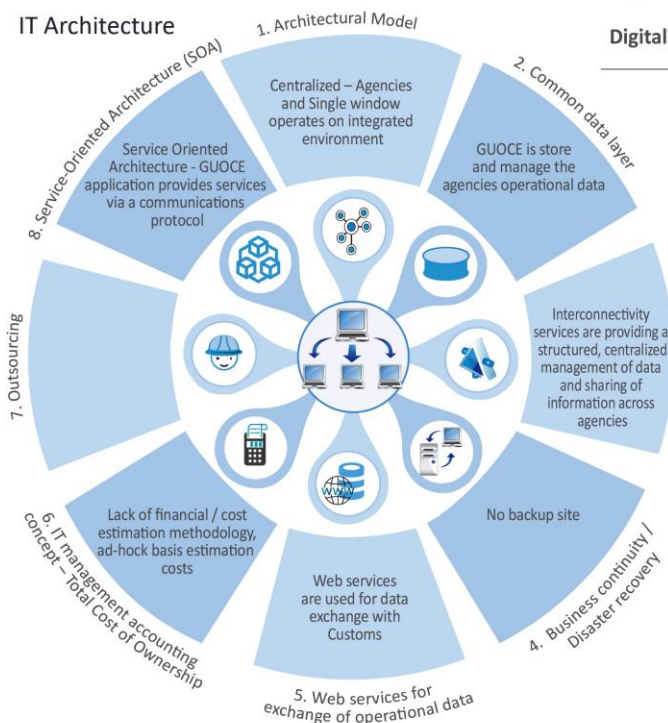 IT Architecture
Digital
1. Architectural Model
Centralized – Agencies
and Single window
operates on integrated
environment
2. Common data layer
GUOCE is store
and manage the
agencies operational data
Interconnectivity
services are providing a
structured, centralized
management of data
and sharing of
information across
agencies
4. Business continuity /
Disaster recovery
No backup site
5. Web services for
exchange of operational data
Web services
are used for data
exchange with
Customs
6. IT management accounting
concept – Total Cost of Ownership
Lack of financial / cost
estimation methodology,
ad-hock basis estimation
costs
7. Outsourcing
8. Service-Oriented Architecture (SOA)
Service Oriented
Architecture - GUOCE
application provides services
via a communications
protocol
WWW